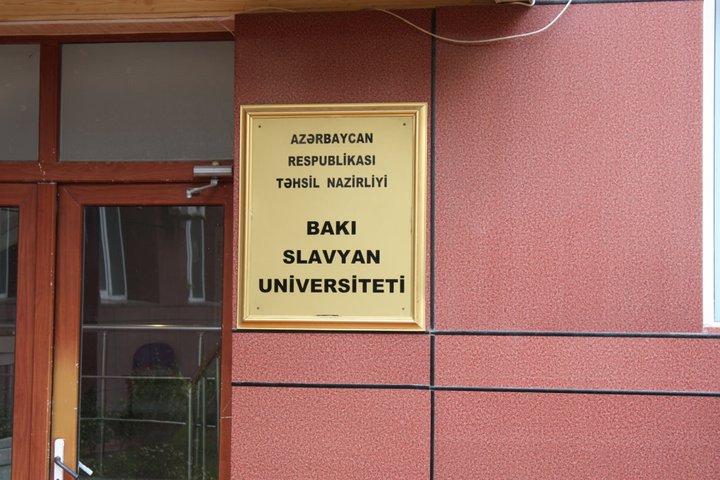 AZƏRBAYCAN
RESPUBLİKASI
TƏHSİL NAZİRLİYİ
BAKI
SLAVYAN
UNİVERSİTETİ